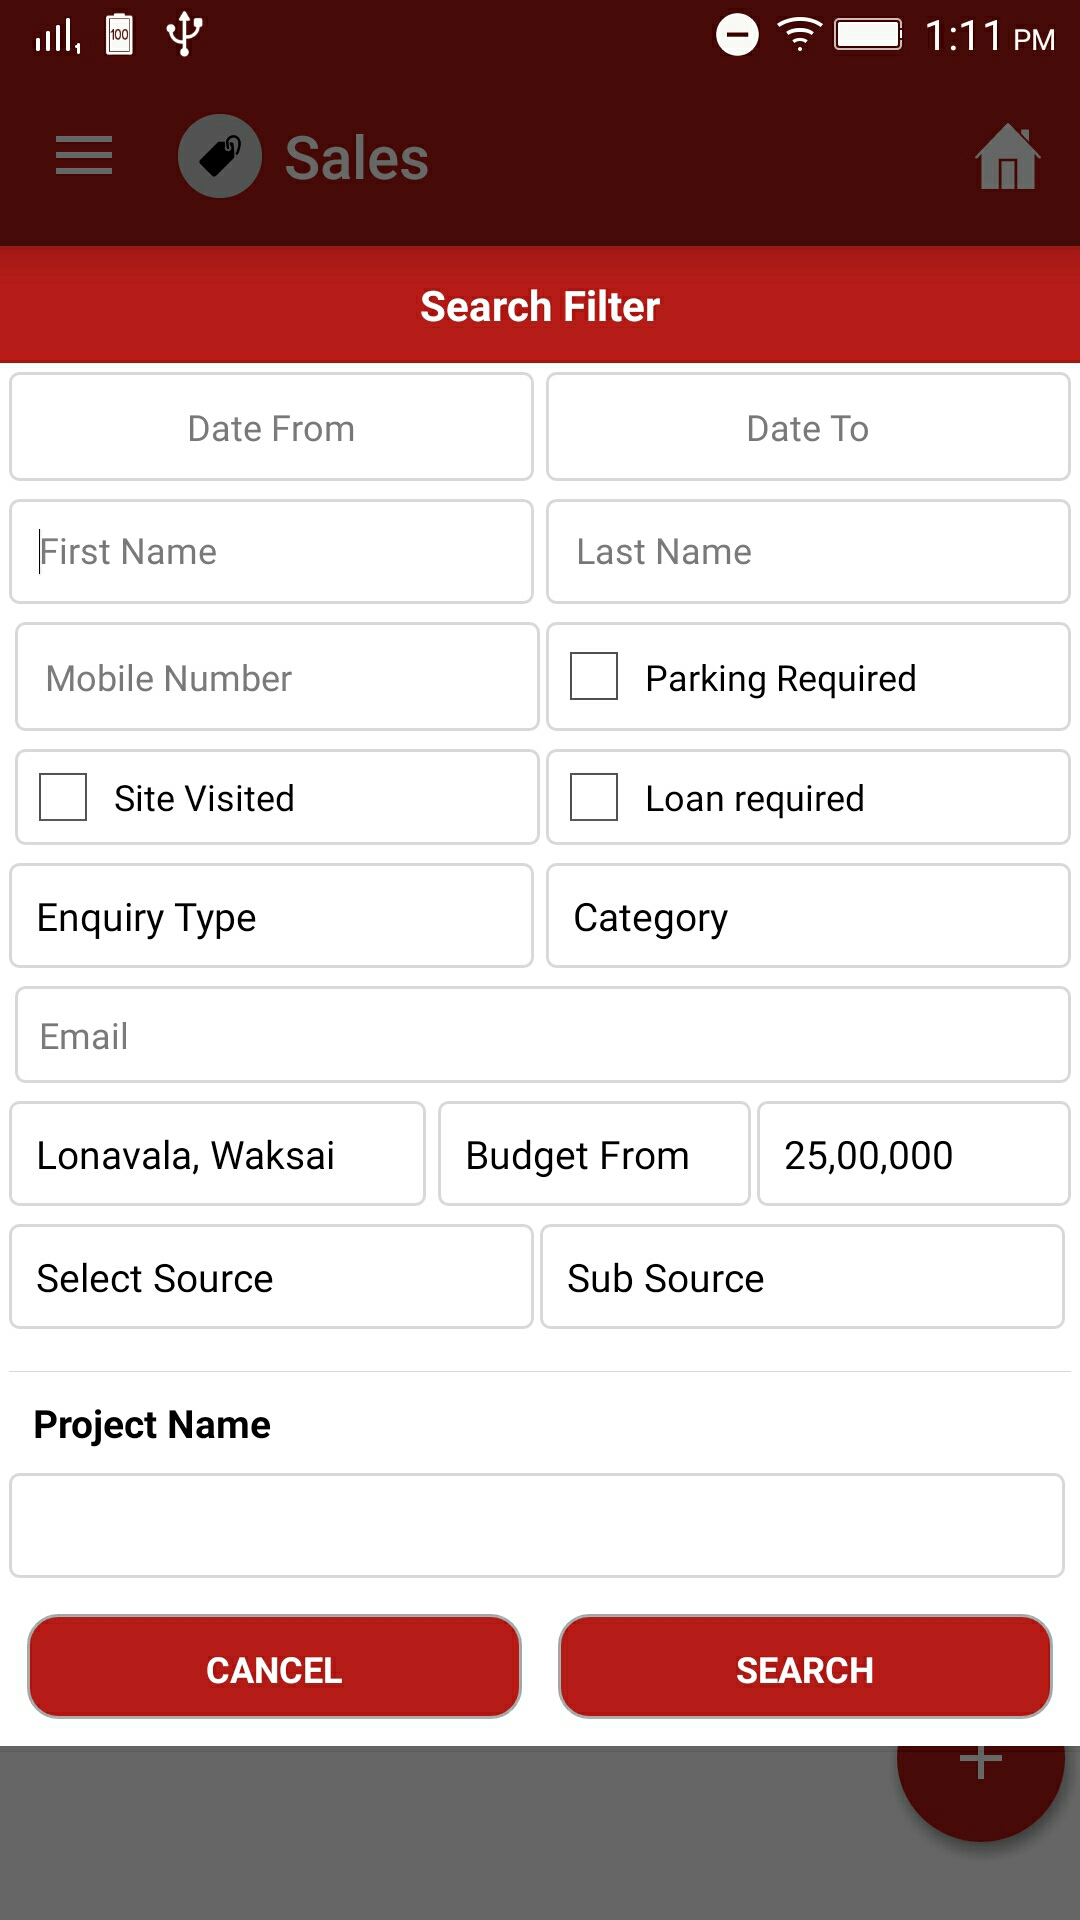 100
1:11 PM
Sales
Search Filter
Date From
Date To
First Name
Last Name
Mobile Number
Parking Required
Site Visited
Loan required
Enquiry Type
Category
Email
Lonavala, Waksai
Budget From
25,00,000
Select Source
Sub Source
Project Name
CANCEL
SEARCH